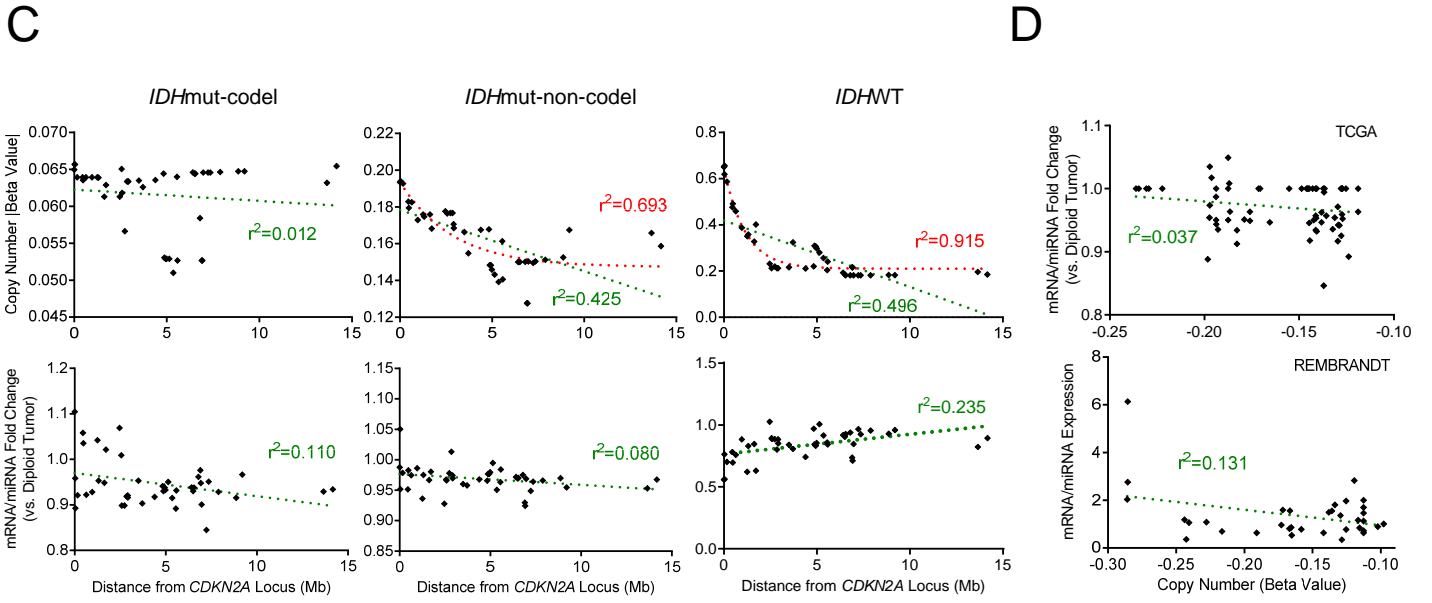 C
D
IDHmut-codel
IDHmut-non-codel
IDHWT
Copy Number |Beta Value|
0.070
0.065
0.060
0.055
0.050
0.045
r²=0.012
0 5 10 15
0.22
0.20
0.18
0.16
0.14
0.12
r²=0.693
r²=0.425
0 5 10 15
0.8
0.6
0.4
0.2
0.0
r²=0.915
r²=0.496
0 5 10 15
mRNA/miRNA Fold Change
(vs. Diploid Tumor)
1.2
1.1
1.0
0.9
0.8
r²=0.110
0 5 10 15
Distance from CDKN2A Locus (Mb)
1.15
1.10
1.05
1.00
0.95
0.90
0.85
r²=0.080
0 5 10 15
Distance from CDKN2A Locus (Mb)
1.5
1.0
0.5
0.0
r²=0.235
0 5 10 15
Distance from CDKN2A Locus (Mb)
mRNA/miRNA Fold Change
(vs. Diploid Tumor)
1.1
1.0
0.9
0.8
TCGA
r²=0.037
-0.25 -0.20 -0.15 -0.10
mRNA/miRNA Expression
8
6
4
2
0
REMBRANDT
r²=0.131
-0.30 -0.25 -0.20 -0.15 -0.10
Copy Number (Beta Value)